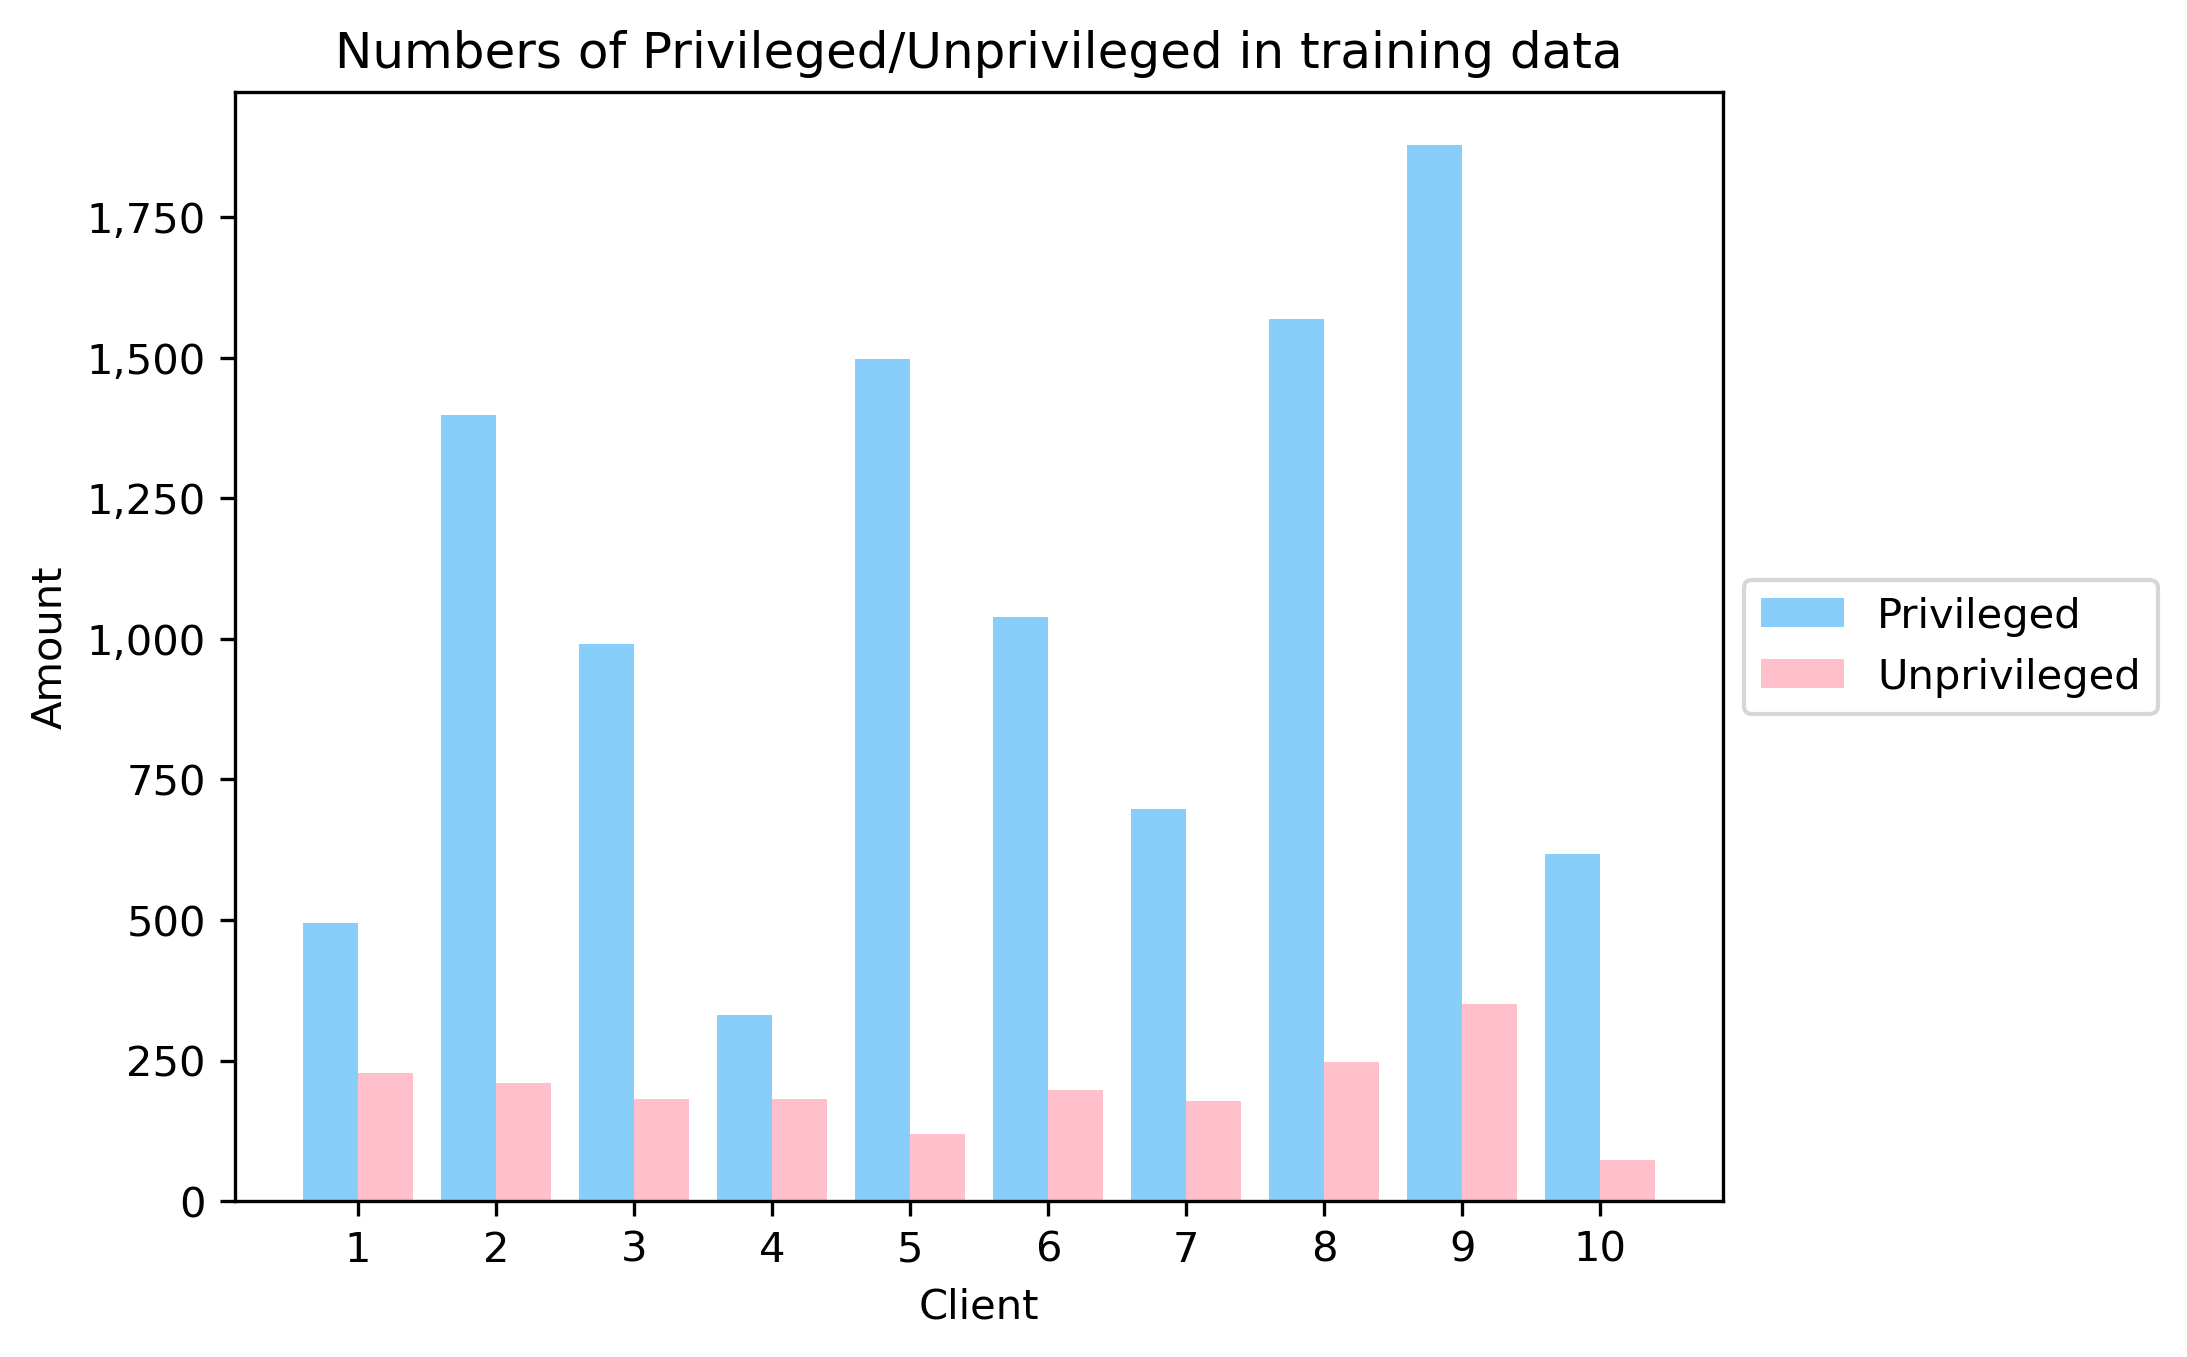 Numbers of Privileged/Unprivileged in training data
1,750
1,500
1,250
1,000
750
500
250
0
Amount
1 2 3 4 5 6 7 8 9 10
Client
Privileged
Unprivileged